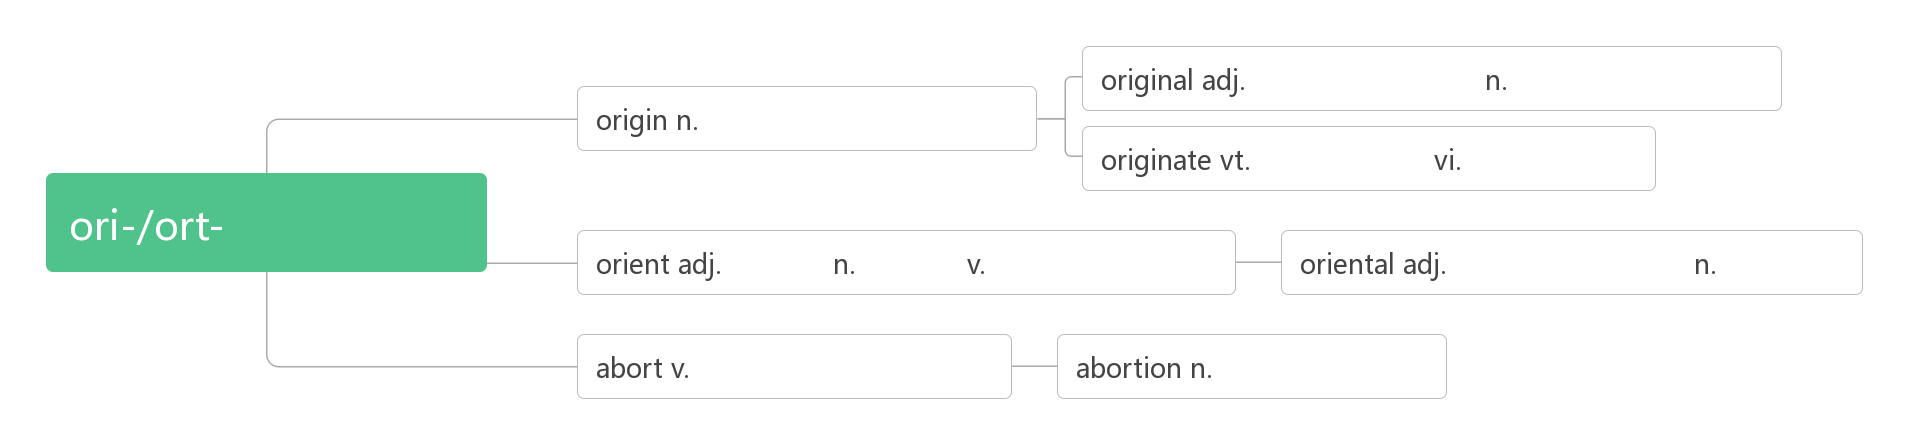 ori-/ort-
origin n.
original adj. n.
originate vt. vi.
orient adj. n. v.
oriental adj. n.
abort v.
abortion n.